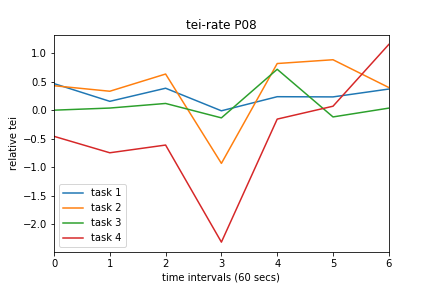 tei-rate P08
relative tei
1.0
0.5
0.0
−0.5
−1.0
−1.5
−2.0
task 1
task 2
task 3
task 4
0 1 2 3 4 5 6
time intervals (60 secs)